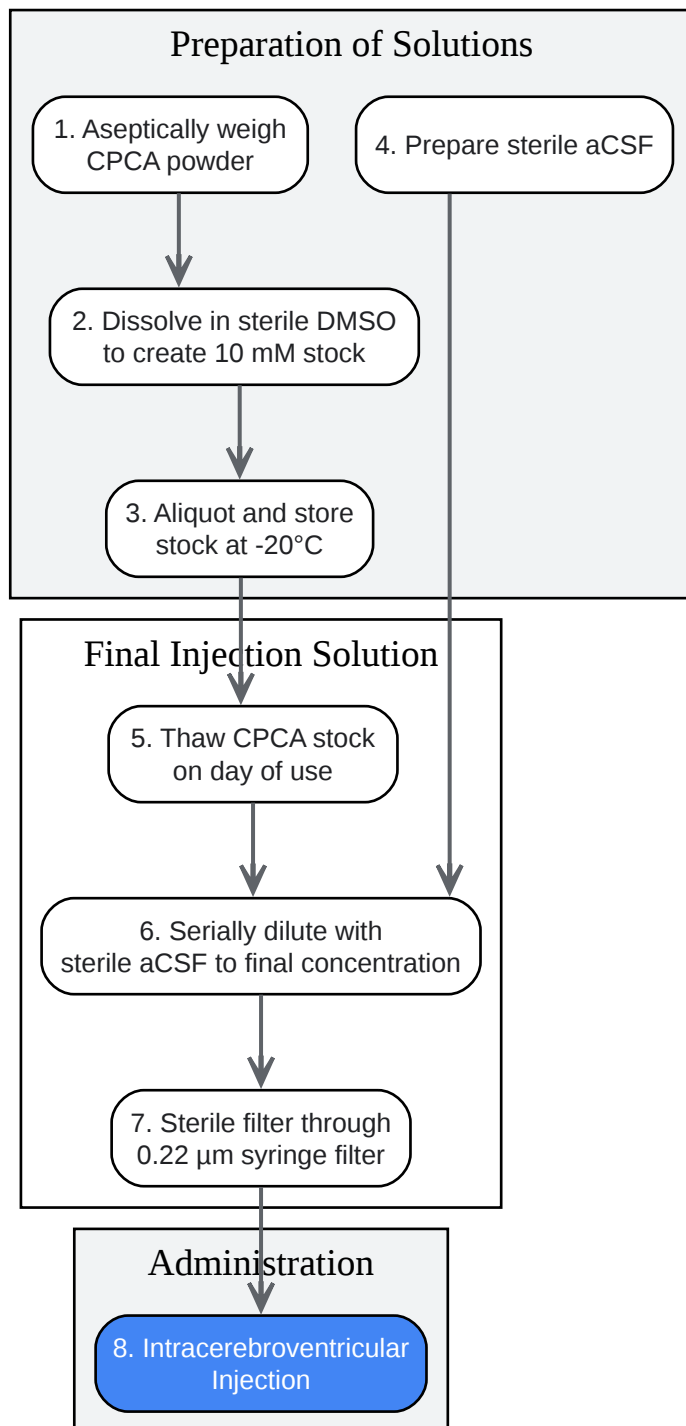 Preparation of Solutions
1. Aseptically weigh
CPCA powder
4. Prepare sterile aCSF
2. Dissolve in sterile DMSO
to create 10 mM stock
3. Aliquot and store
stock at -20°C
Final Injection Solution
5. Thaw CPCA stock
on day of use
6. Serially dilute with
sterile aCSF to final concentration
7. Sterile filter through
0.22 µm syringe filter
Administration
8. Intracerebroventricular
Injection